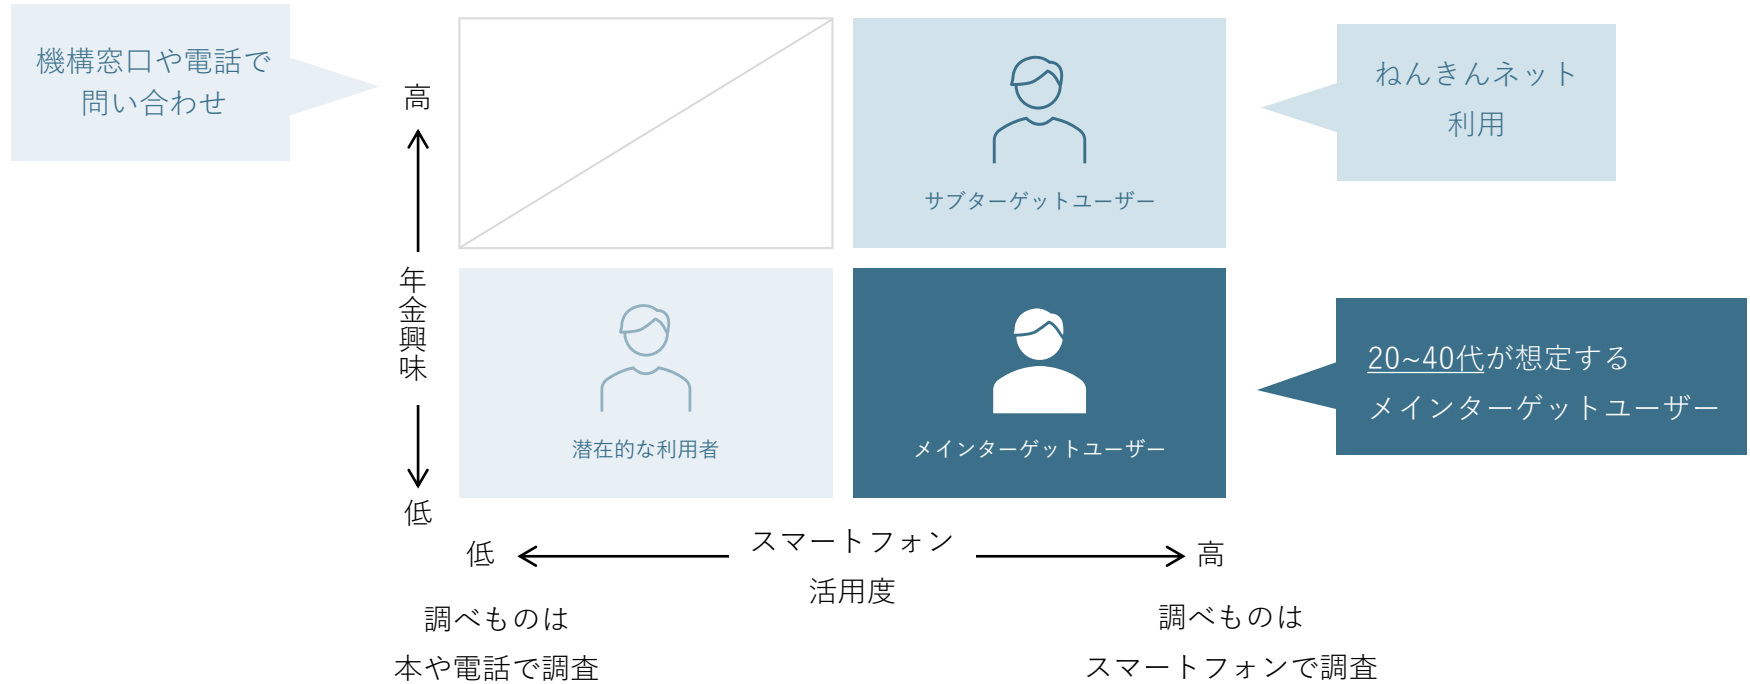 機構窓口や電話で
問い合わせ
高
年金興味
低
サブターゲットユーザー
ねんきんネット
利用
潜在的な利用者
メインターゲットユーザー
20~40代が想定する
メインターゲットユーザー
低
スマートフォン
活用度
高
調べものは
本や電話で調査
調べものは
スマートフォンで調査